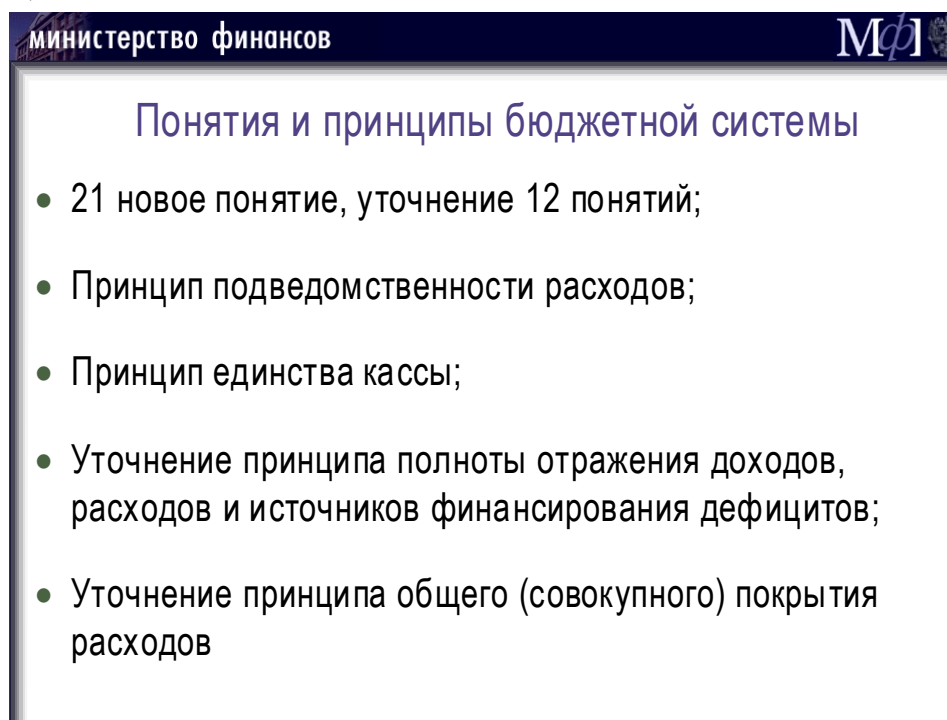 министерство финансов
Мф
Понятия и принципы бюджетной системы
• 21 новое понятие, уточнение 12 понятий;
• Принцип подведомственности расходов;
• Принцип единства кассы;
• Уточнение принципа полноты отражения доходов,
расходов и источников финансирования дефицитов;
• Уточнение принципа общего (совокупного) покрытия
расходов